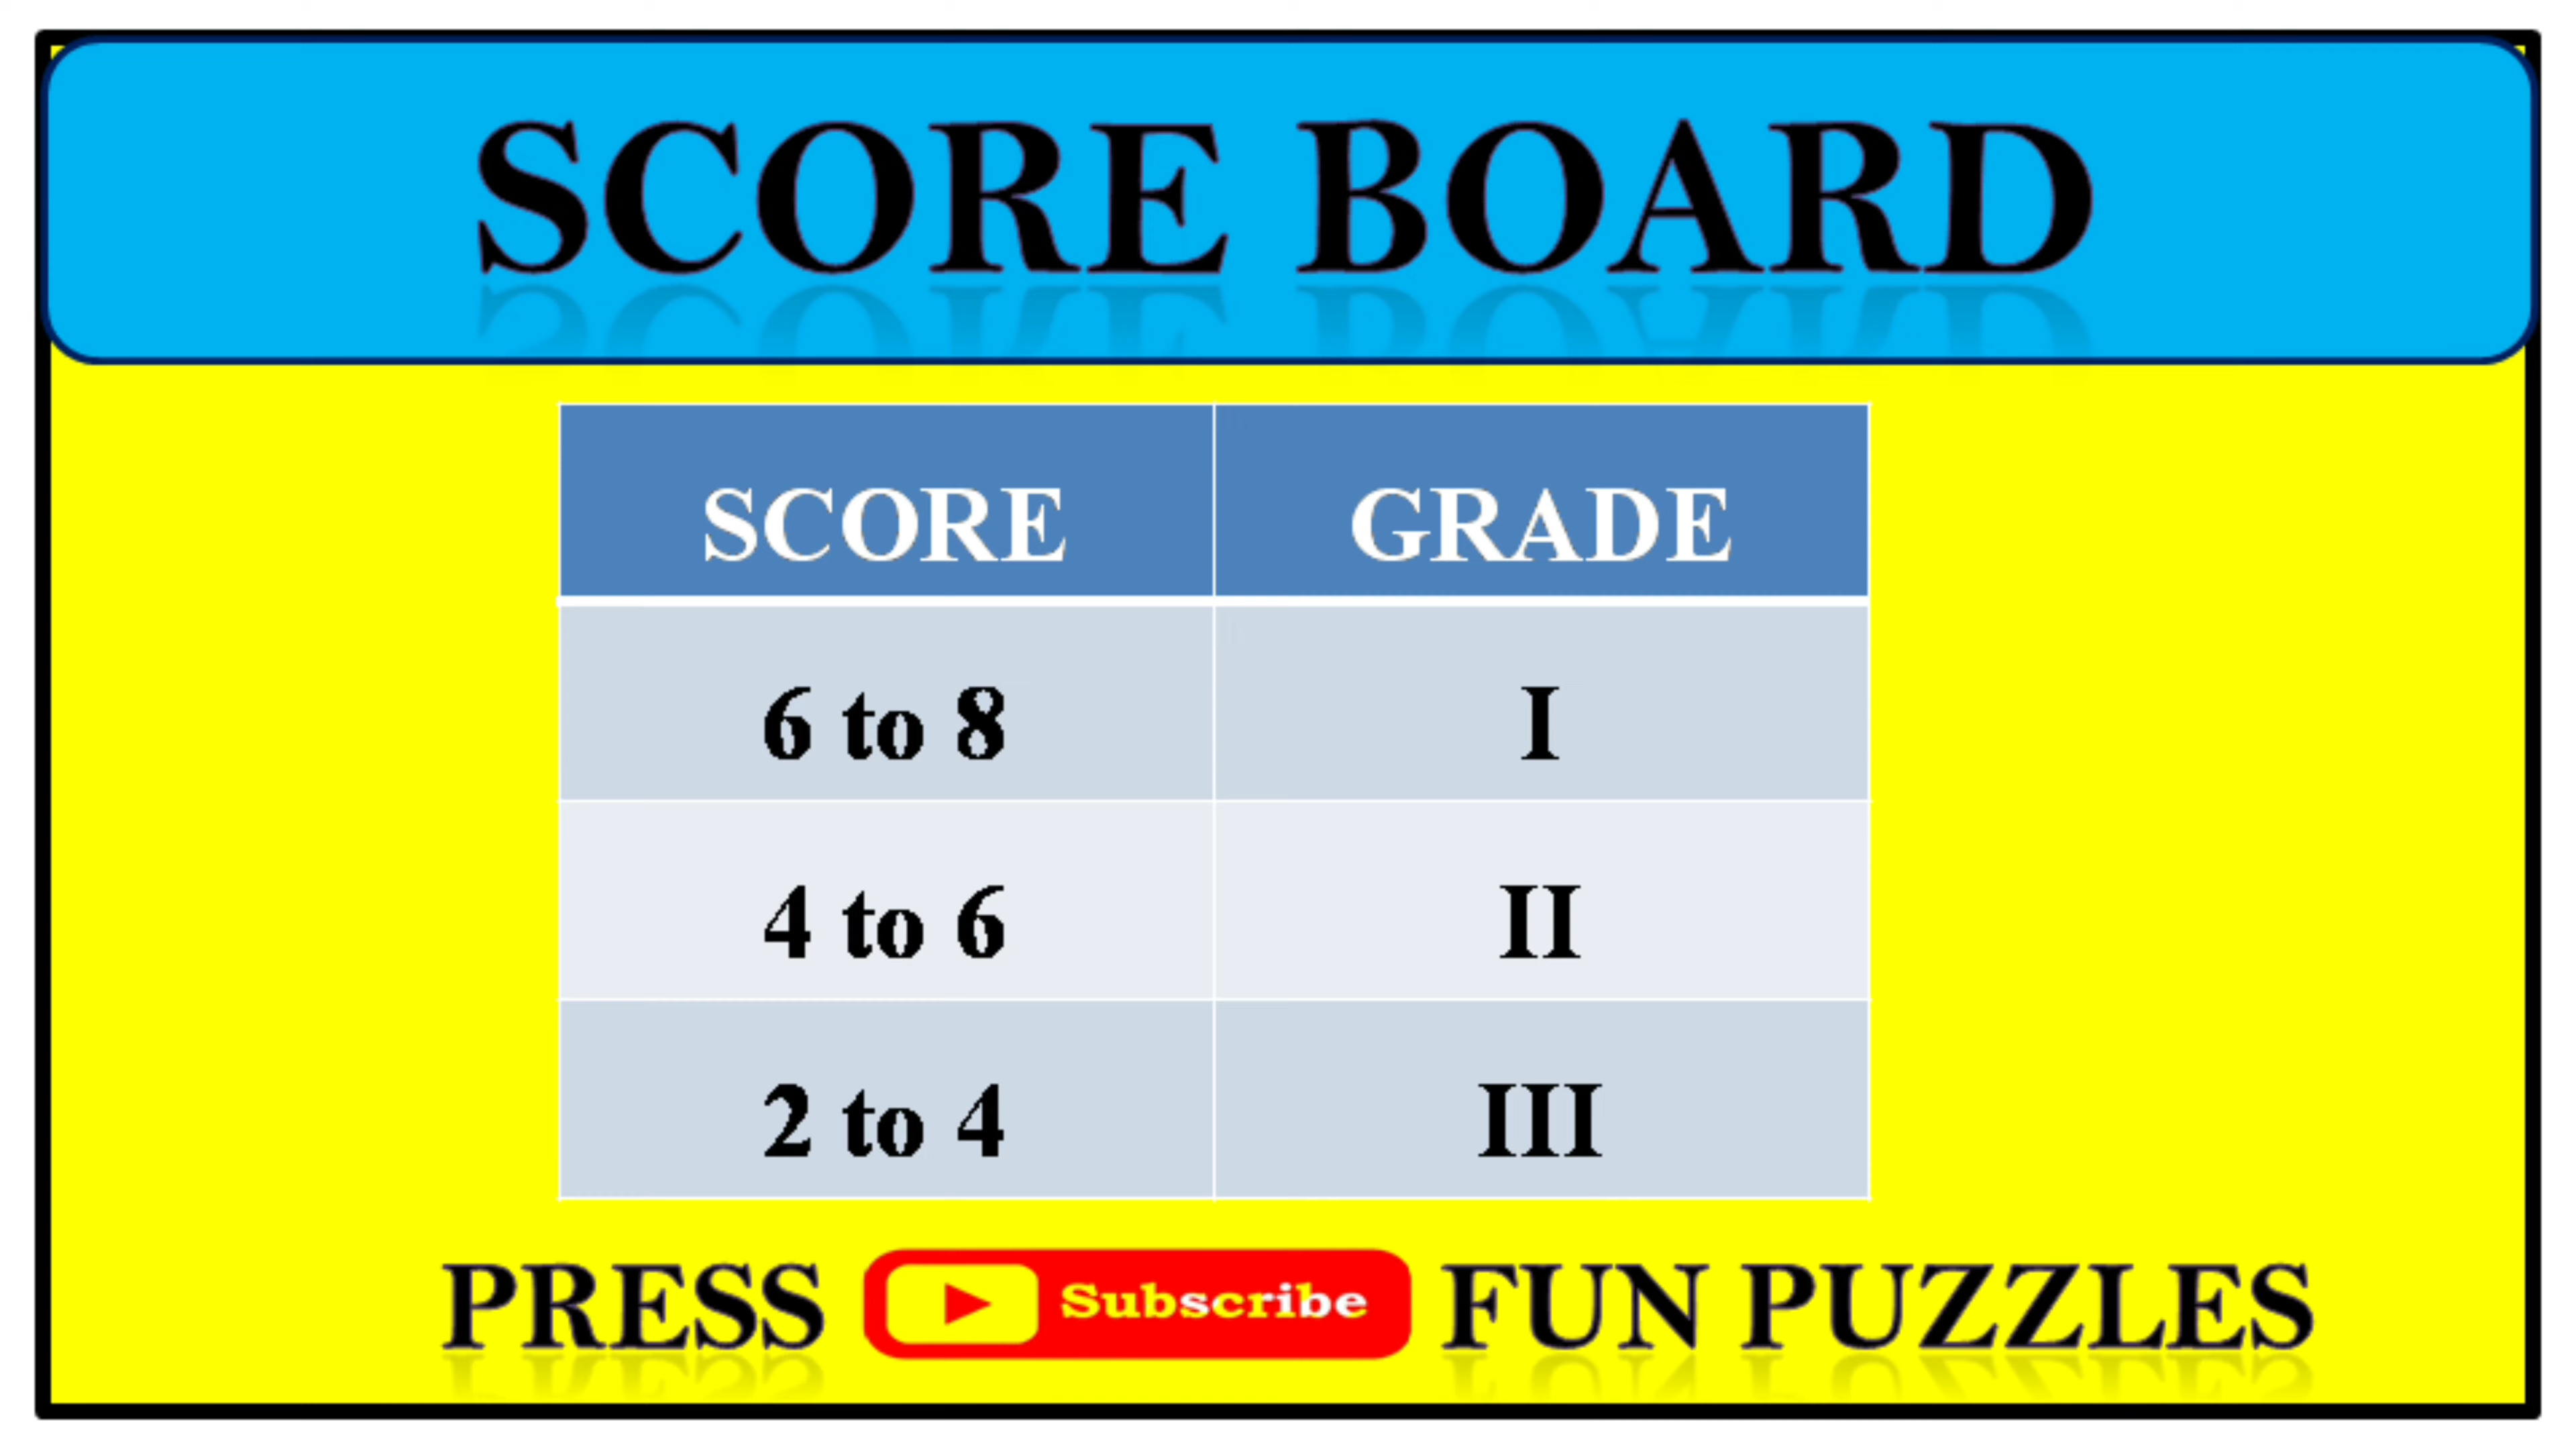 SCORE BOARD
SCORE GRADE
6 to 8 I
4 to 6 II
2 to 4 III
PRESS Subscribe FUN PUZZLES